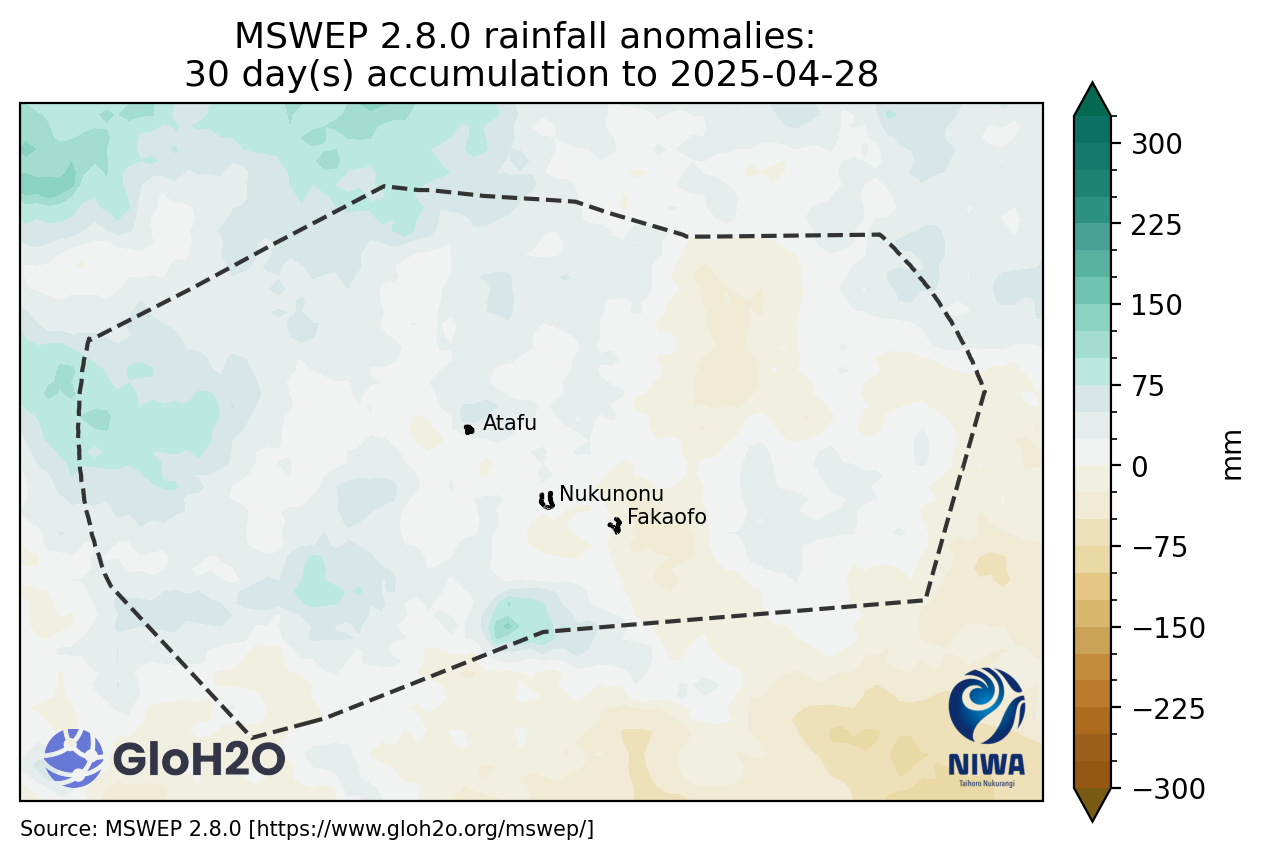 MSWEP 2.8.0 rainfall anomalies:
30 day(s) accumulation to 2025-04-28
300
225
150
75
0
−75
−150
−225
−300
mm
Atafu
Nukunonu
Fakaofo
GloH2O
NIWA
Taihoro Nukurangi
Source: MSWEP 2.8.0 [https://www.gloh2o.org/mswep/]